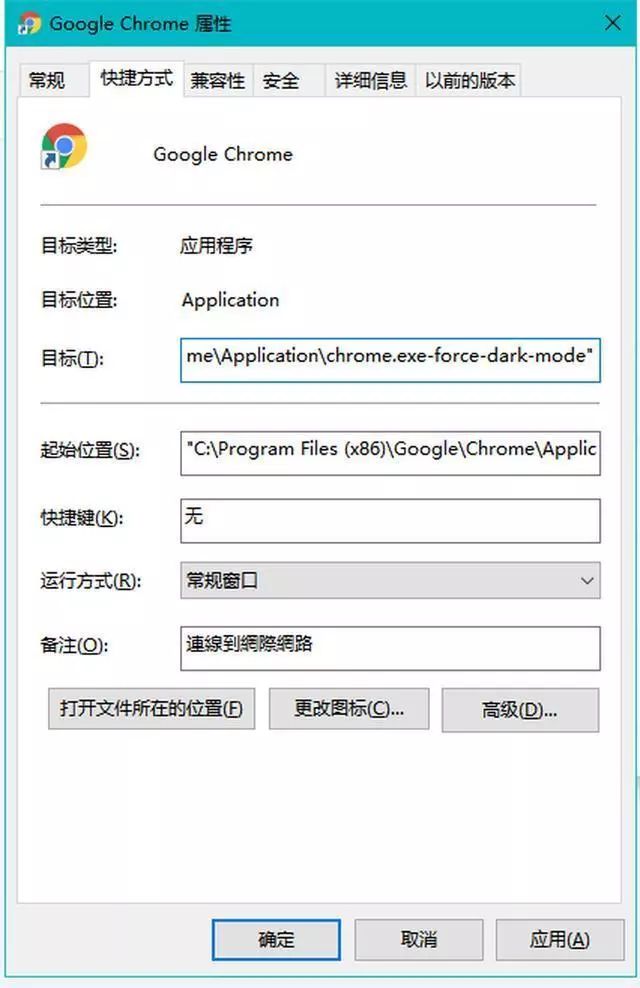 Google Chrome 属性
常规 快捷方式 兼容性 安全 详细信息 以前的版本
Google Chrome
目标类型: 应用程序
目标位置: Application
目标(T): me\Application\chrome.exe-force-dark-mode"
起始位置(S): "C:\Program Files (x86)\Google\Chrome\Applic
快捷键(K): 无
运行方式(R): 常规窗口
备注(O): 連線到網際網路
打开文件所在的位置(F) 更改图标(C)... 高级(D)...
确定 取消 应用(A)